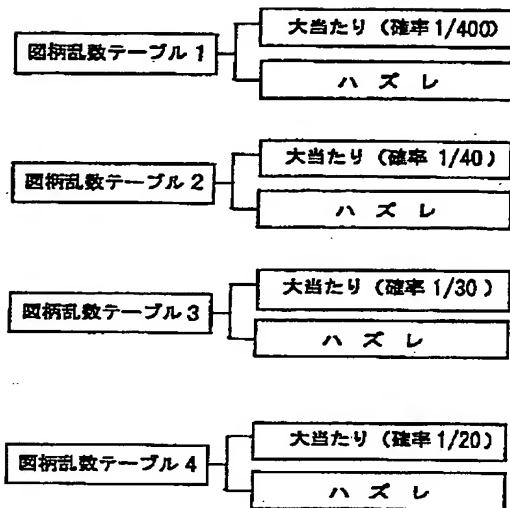 大当たり（確率1/400）
図柄乱数テーブル 1
ハ ズ レ
大当たり（確率 1/40）
図柄乱数テーブル 2
ハ ズ レ
大当たり（確率 1/30）
図柄乱数テーブル 3
ハ ズ レ
大当たり（確率 1/20）
図柄乱数テーブル 4
ハ ズ レ